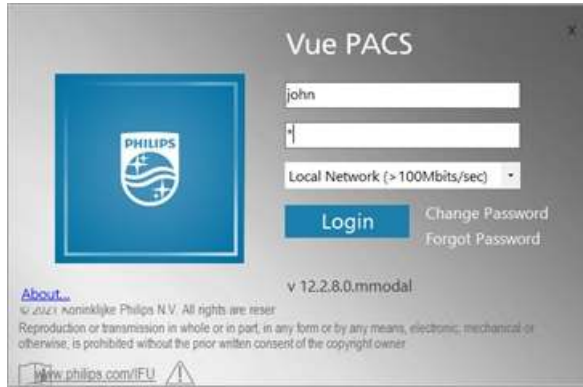 Vue PACS
x
john
PHILIPS
*
Local Network (>100Mbits/sec)
Login
Change Password
Forgot Password
v 12.2.8.0.mmodal
About...
© 2021 Koninklijke Philips N.V. All rights are reser
Reproduction or transmission in whole or in part, in any form or by any means, electronic, mechanical or
otherwise, is prohibited without the prior written consent of the copyright owner
www.philips.com/IFU